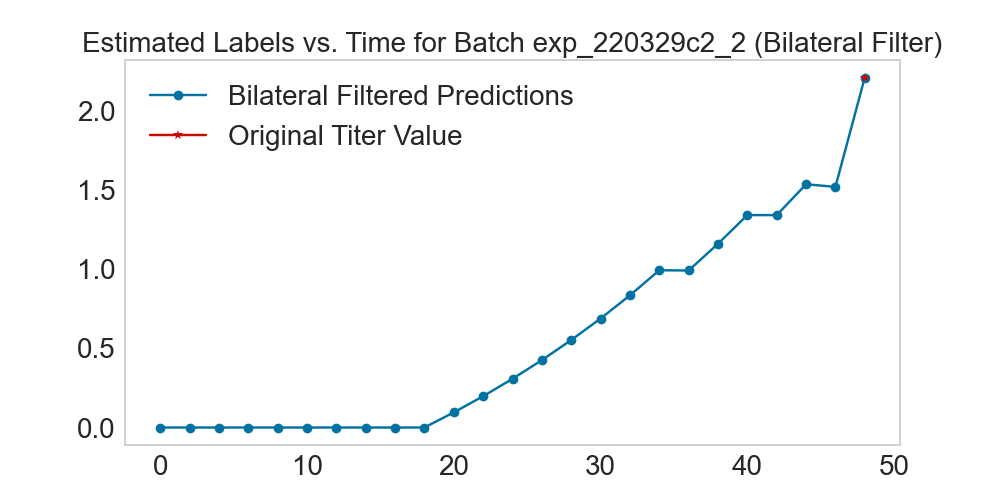 Estimated Labels vs. Time for Batch exp_220329c2_2 (Bilateral Filter)
Bilateral Filtered Predictions
Original Titer Value
2.0
1.5
1.0
0.5
0.0
0 10 20 30 40 50